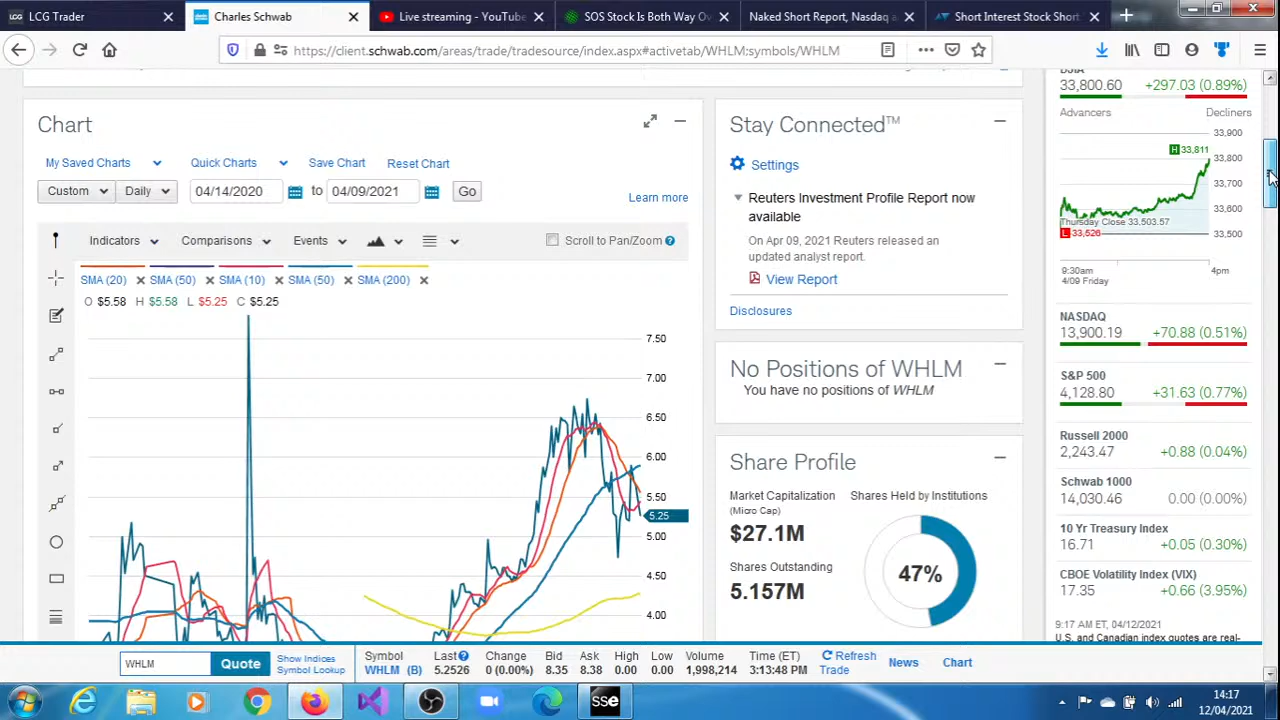 LCG Trader
Charles Schwab
Live streaming - YouTube
SOS Stock Is Both Way Ov
Naked Short Report, Nasdaq a
Short Interest Stock Short
https://client.schwab.com/areas/trade/tradesource/index.aspx#activetab/WHLM;symbols/WHLM
Chart
My Saved Charts
Quick Charts
Save Chart
Reset Chart
Custom
Daily
04/14/2020
to
04/09/2021
Go
Learn more
Indicators
Comparisons
Events
Scroll to Pan/Zoom
SMA (20)
SMA (50)
SMA (10)
SMA (50)
SMA (200)
O $5.58 H $5.58 L $5.25 C $5.25
7.50
7.00
6.50
6.00
5.50
5.25
5.00
4.50
4.00
Stay Connected™
Settings
Reuters Investment Profile Report now
available
On Apr 09, 2021 Reuters released an
updated analyst report.
View Report
Disclosures
No Positions of WHLM
You have no positions of WHLM
Share Profile
Market Capitalization
(Micro Cap)
$27.1M
Shares Outstanding
5.157M
Shares Held by Institutions
47%
DJIA
33,800.60 +297.03 (0.89%)
Advancers Decliners
33,900
H 33,811
33,800
33,700
33,600
Thursday Close 33,503.57
L 33,526
33,500
9:30am 4pm
4/09 Friday
NASDAQ
13,900.19 +70.88 (0.51%)
S&P 500
4,128.80 +31.63 (0.77%)
Russell 2000
2,243.47 +0.88 (0.04%)
Schwab 1000
14,030.46 0.00 (0.00%)
10 Yr Treasury Index
16.71 +0.05 (0.30%)
CBOE Volatility Index (VIX)
17.35 +0.66 (3.95%)
9:17 AM ET, 04/12/2021
U.S. and Canadian index quotes are real-
WHLM
Quote
Show Indices
Symbol Lookup
Symbol Last Change Bid Ask High Low Volume Time (ET)
WHLM (B) 5.2526 0 (0.00%) 8.35 8.38 0.00 0.00 1,998,214 3:13:48 PM
Refresh
Trade
News
Chart
SSe
14:17
12/04/2021